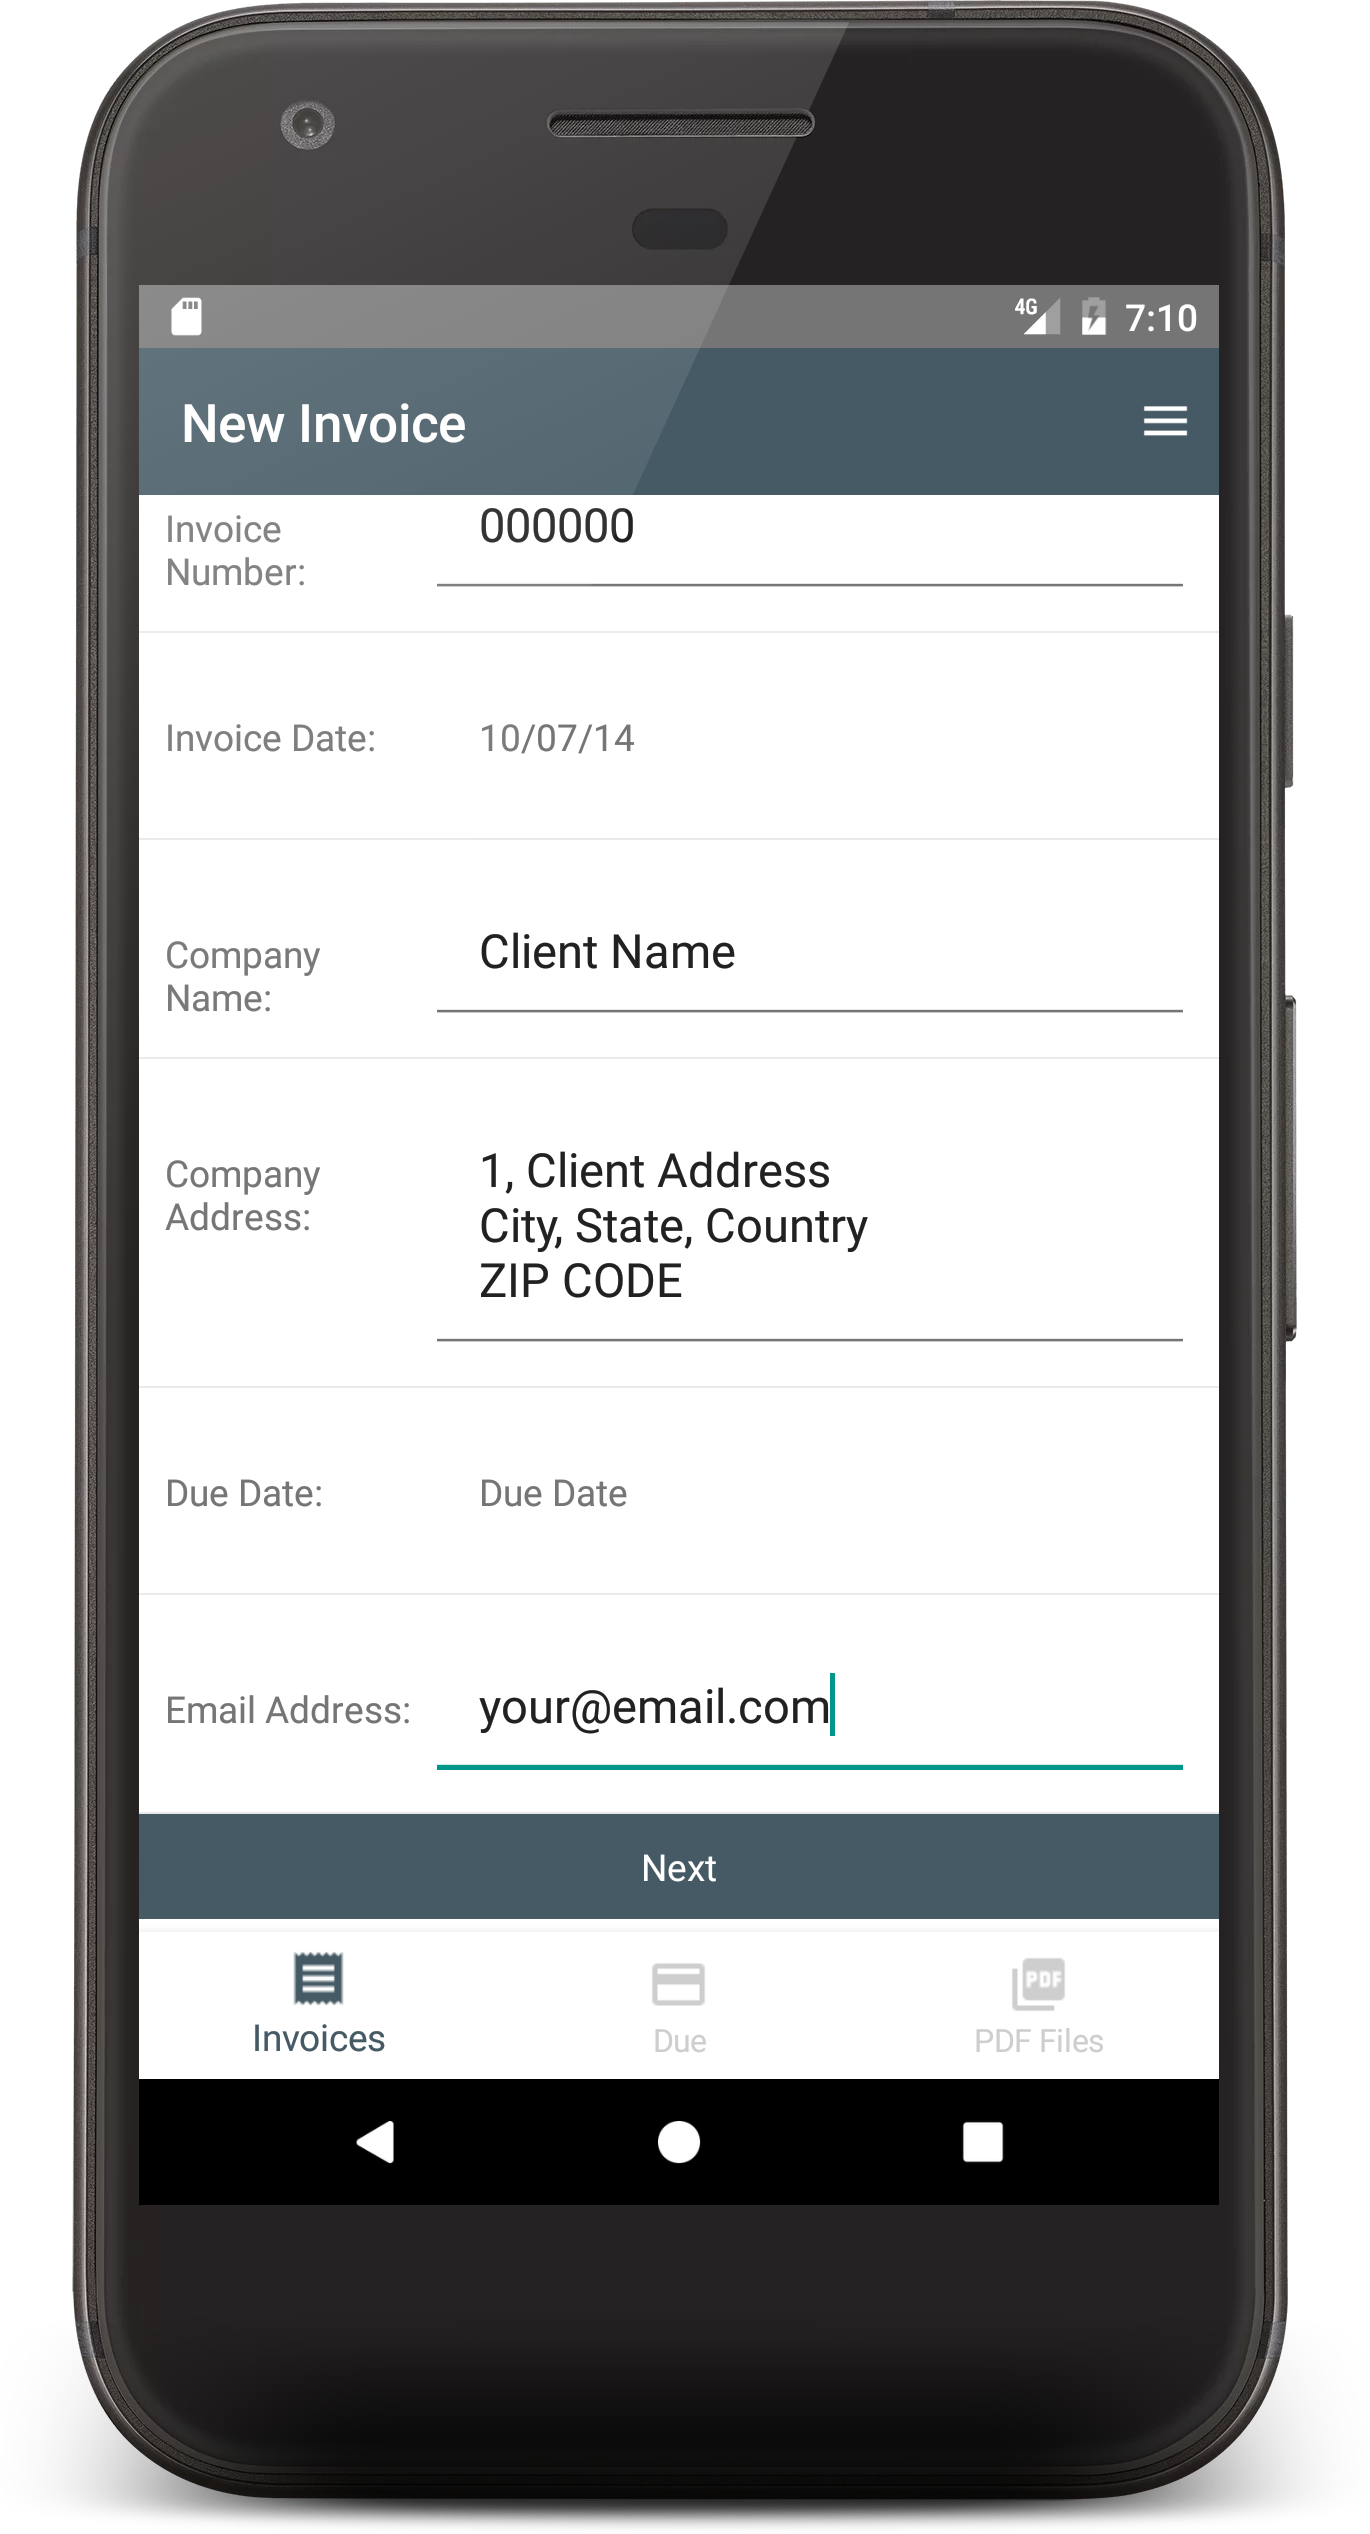 4G 7:10
New Invoice
Invoice
Number:
000000
Invoice Date: 10/07/14
Company
Name:
Client Name
Company
Address:
1, Client Address
City, State, Country
ZIP CODE
Due Date: Due Date
Email Address: your@email.com
Next
PDF
Invoices Due PDF Files